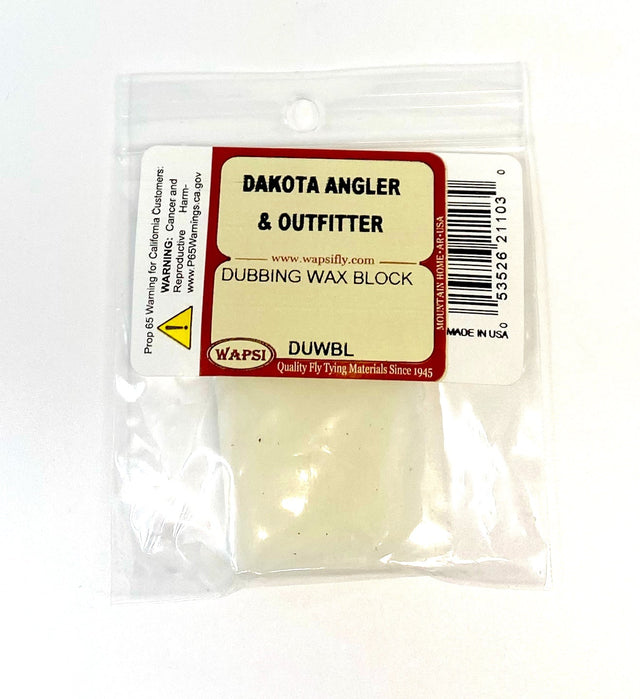 Prop 65 Warning for California Customers:
WARNING: Cancer and
Reproductive Harm-
www.P65Warnings.ca.gov
DAKOTA ANGLER
& OUTFITTER
www.wapsifly.com
DUBBING WAX BLOCK
DUWBL
WAPSI
Quality Fly Tying Materials Since 1945
MOUNTAIN HOME•AR•USA
0 53526 21103 0
MADE IN USA